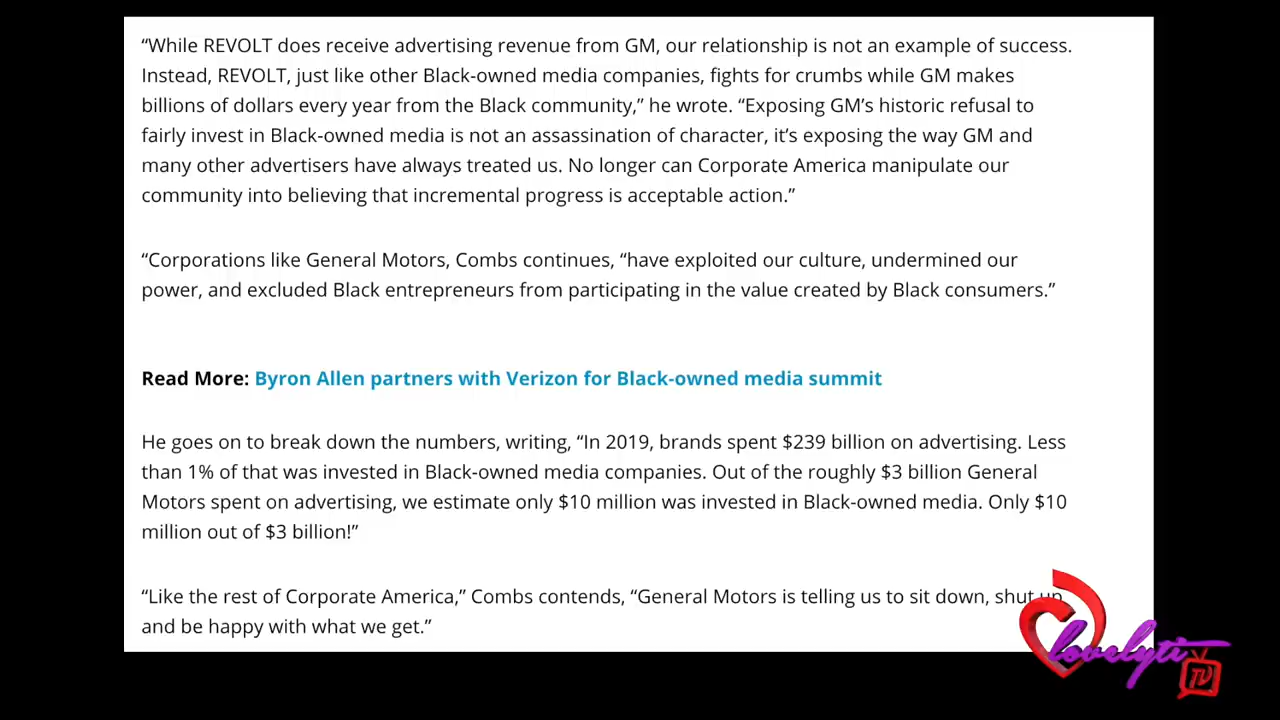 “While REVOLT does receive advertising revenue from GM, our relationship is not an example of success.
Instead, REVOLT, just like other Black-owned media companies, fights for crumbs while GM makes
billions of dollars every year from the Black community,” he wrote. “Exposing GM’s historic refusal to
fairly invest in Black-owned media is not an assassination of character, it’s exposing the way GM and
many other advertisers have always treated us. No longer can Corporate America manipulate our
community into believing that incremental progress is acceptable action.”
“Corporations like General Motors, Combs continues, “have exploited our culture, undermined our
power, and excluded Black entrepreneurs from participating in the value created by Black consumers.”
Read More: Byron Allen partners with Verizon for Black-owned media summit
He goes on to break down the numbers, writing, “In 2019, brands spent $239 billion on advertising. Less
than 1% of that was invested in Black-owned media companies. Out of the roughly $3 billion General
Motors spent on advertising, we estimate only $10 million was invested in Black-owned media. Only $10
million out of $3 billion!”
“Like the rest of Corporate America,” Combs contends, “General Motors is telling us to sit down, shut up
and be happy with what we get.”
lovelyti
TV